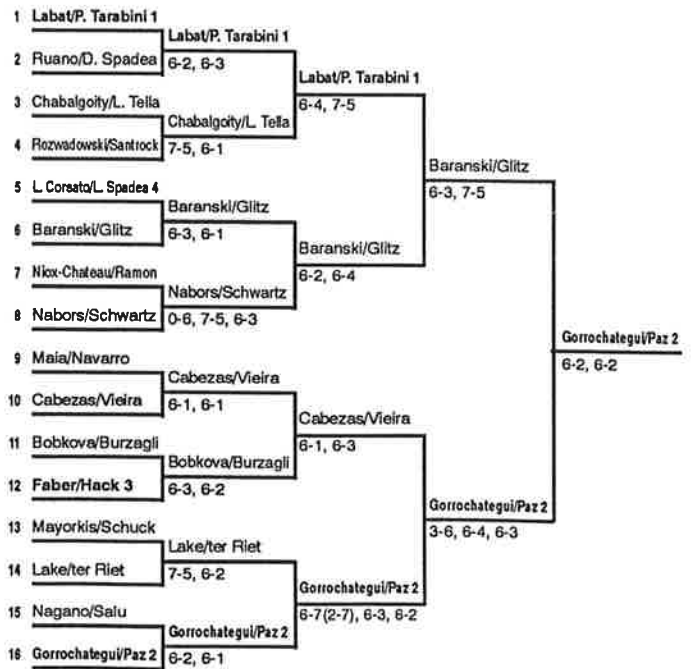 1 Labat/P. Tarabini 1
2 Ruano/D. Spadea
3 Chabalgoity/L. Tella
4 Rozwadowski/Santrock
5 L. Corsato/L. Spadea 4
6 Baranski/Glitz
7 Niox-Chateau/Ramon
8 Nabors/Schwartz
9 Maia/Navarro
10 Cabezas/Vieira
11 Bobkova/Burzagli
12 Faber/Hack 3
13 Mayorkis/Schuck
14 Lake/ter Riet
15 Nagano/Salu
16 Gorrochategui/Paz 2
Labat/P. Tarabini 1
6-2, 6-3
Chabalgoity/L. Tella
7-5, 6-1
Baranski/Glitz
6-3, 6-1
Nabors/Schwartz
0-6, 7-5, 6-3
Cabezas/Vieira
6-1, 6-1
Bobkova/Burzagli
6-3, 6-2
Lake/ter Riet
7-5, 6-2
Gorrochategui/Paz 2
6-2, 6-1
Labat/P. Tarabini 1
6-4, 7-5
Baranski/Glitz
6-2, 6-4
Cabezas/Vieira
6-1, 6-3
Gorrochategui/Paz 2
6-7(2-7), 6-3, 6-2
Baranski/Glitz
6-3, 7-5
Gorrochategui/Paz 2
3-6, 6-4, 6-3
Gorrochategui/Paz 2
6-2, 6-2